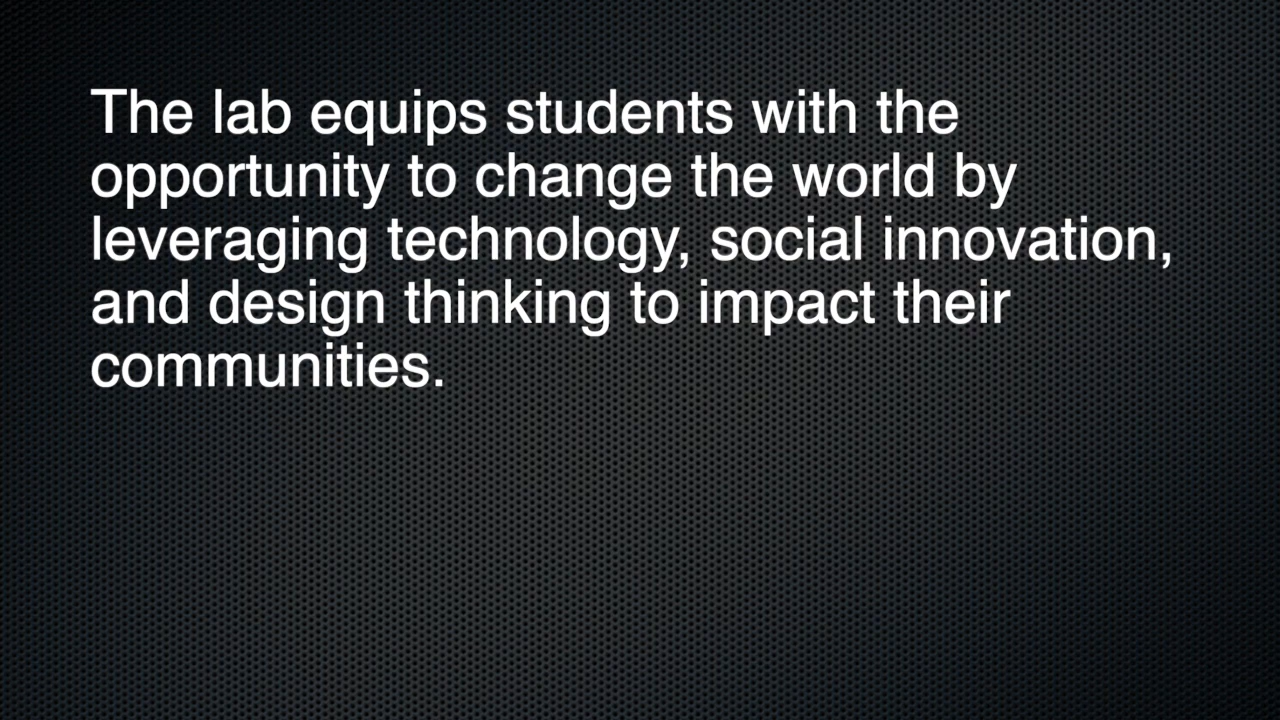 The lab equips students with the
opportunity to change the world by
leveraging technology, social innovation,
and design thinking to impact their
communities.